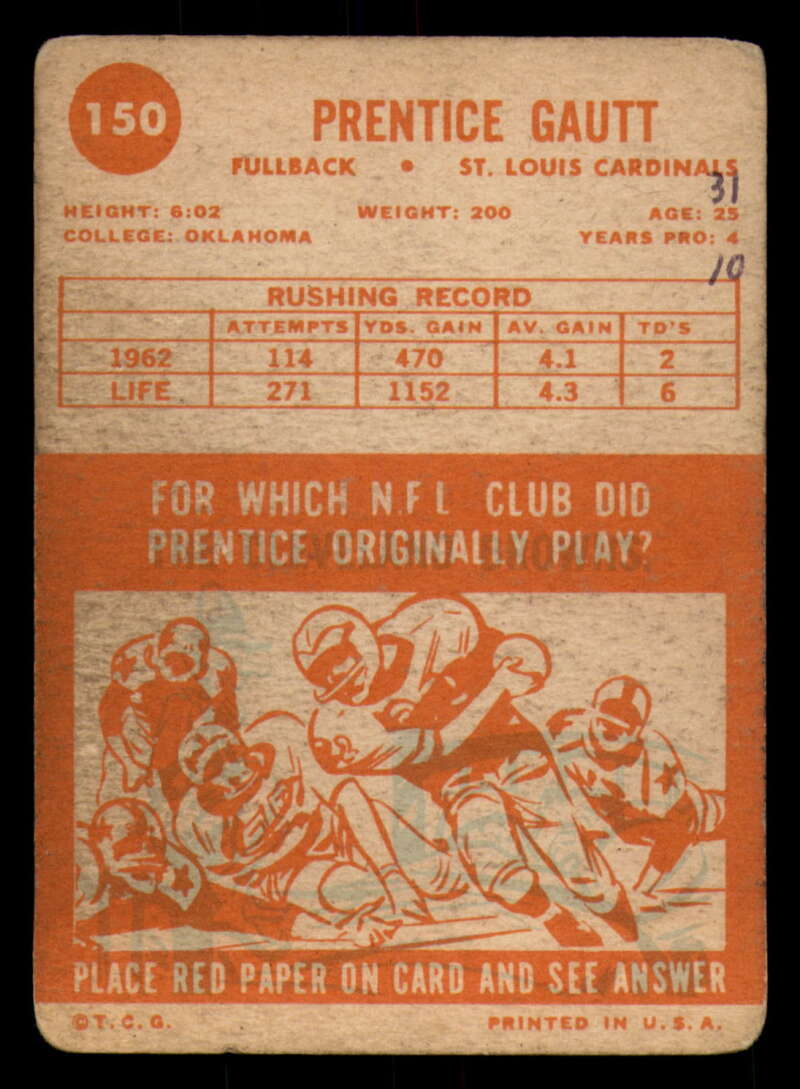 150
PRENTICE GAUTT
FULLBACK • ST. LOUIS CARDINALS
31
HEIGHT: 6:02 WEIGHT: 200 AGE: 25
COLLEGE: OKLAHOMA YEARS PRO: 4
10
RUSHING RECORD
ATTEMPTS YDS. GAIN AV. GAIN TD'S
1962 114 470 4.1 2
LIFE 271 1152 4.3 6
FOR WHICH N.F.L CLUB DID
PRENTICE ORIGINALLY PLAY?
PLACE RED PAPER ON CARD AND SEE ANSWER
©T.C.G. PRINTED IN U.S.A.